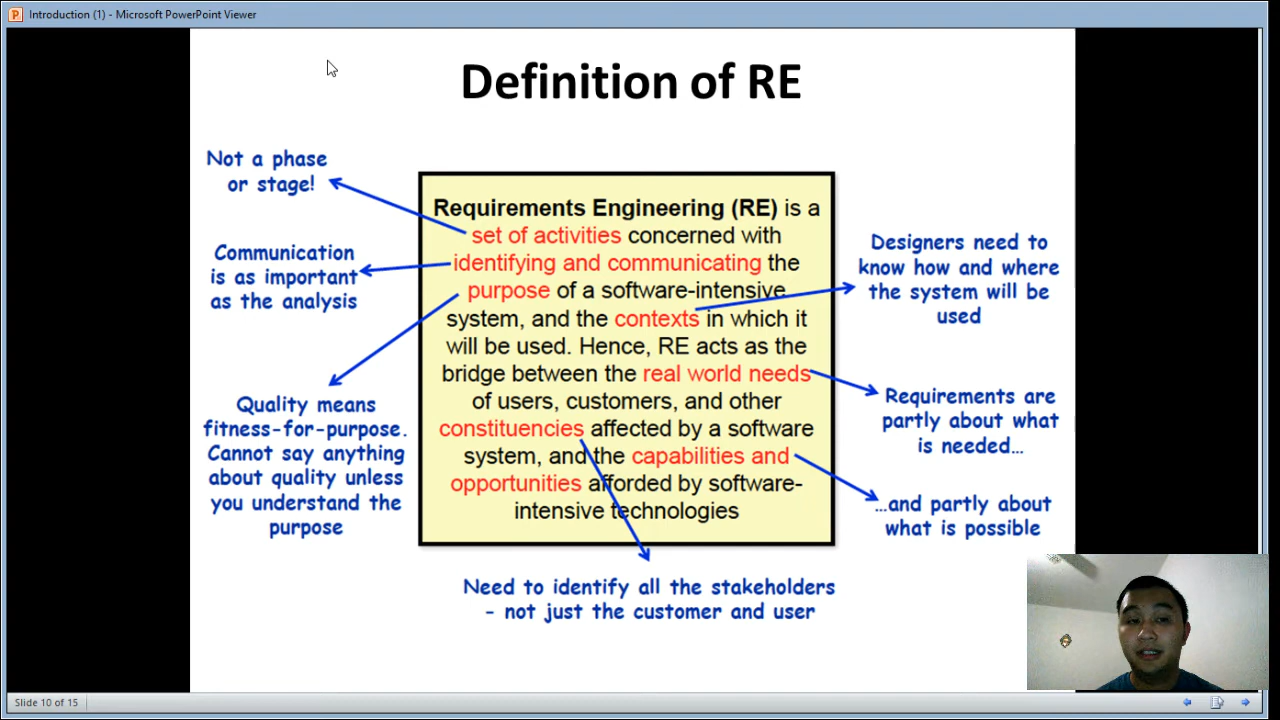 Introduction (1) - Microsoft PowerPoint Viewer
Definition of RE
Not a phase
or stage!
Communication
is as important
as the analysis
Quality means
fitness-for-purpose.
Cannot say anything
about quality unless
you understand the
purpose
Requirements Engineering (RE) is a
set of activities concerned with
identifying and communicating the
purpose of a software-intensive
system, and the contexts in which it
will be used. Hence, RE acts as the
bridge between the real world needs
of users, customers, and other
constituencies affected by a software
system, and the capabilities and
opportunities afforded by software-
intensive technologies
Designers need to
know how and where
the system will be
used
Requirements are
partly about what
is needed…
…and partly about
what is possible
Need to identify all the stakeholders
- not just the customer and user
Slide 10 of 15